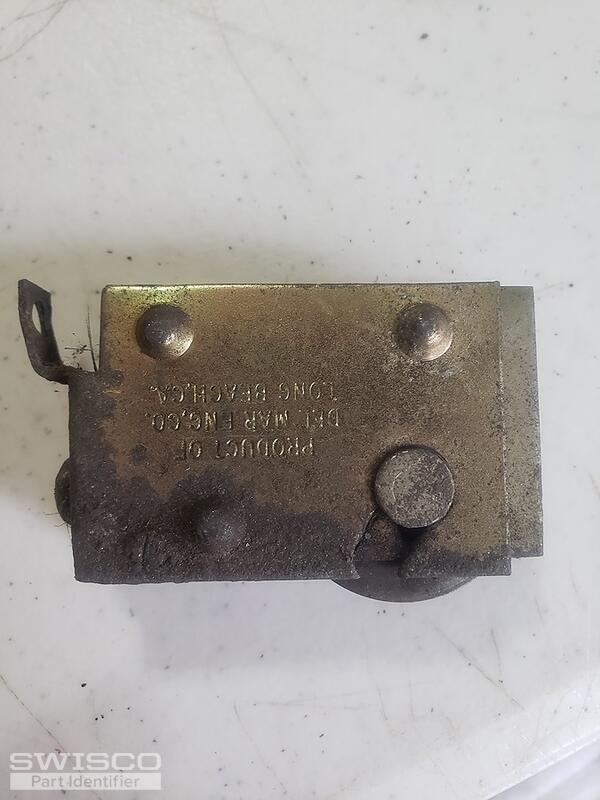 PRODUCT OF
DEL MAR ENG,CO.
LONG BEACH,CA.
SWISCO
Part Identifier